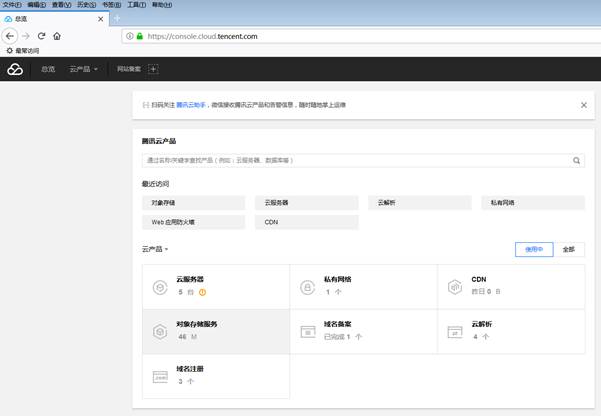 文件(F) 编辑(E) 查看(V) 历史(S) 书签(B) 工具(T) 帮助(H)
总览
https://console.cloud.tencent.com
最常访问
总览 云产品 网站备案
扫码关注 腾讯云助手，微信接收腾讯云产品和告警信息，随时随地掌上运维
腾讯云产品
通过名称/关键字查找产品（例如：云服务器、数据库等）
最近访问
对象存储 云服务器 云解析 私有网络
Web 应用防火墙 CDN
云产品 使用中 全部
云服务器 私有网络 CDN
5 台 1 个 昨日 0 B
对象存储服务 域名备案 云解析
46 M 已完成 1 个 4 个
域名注册
3 个